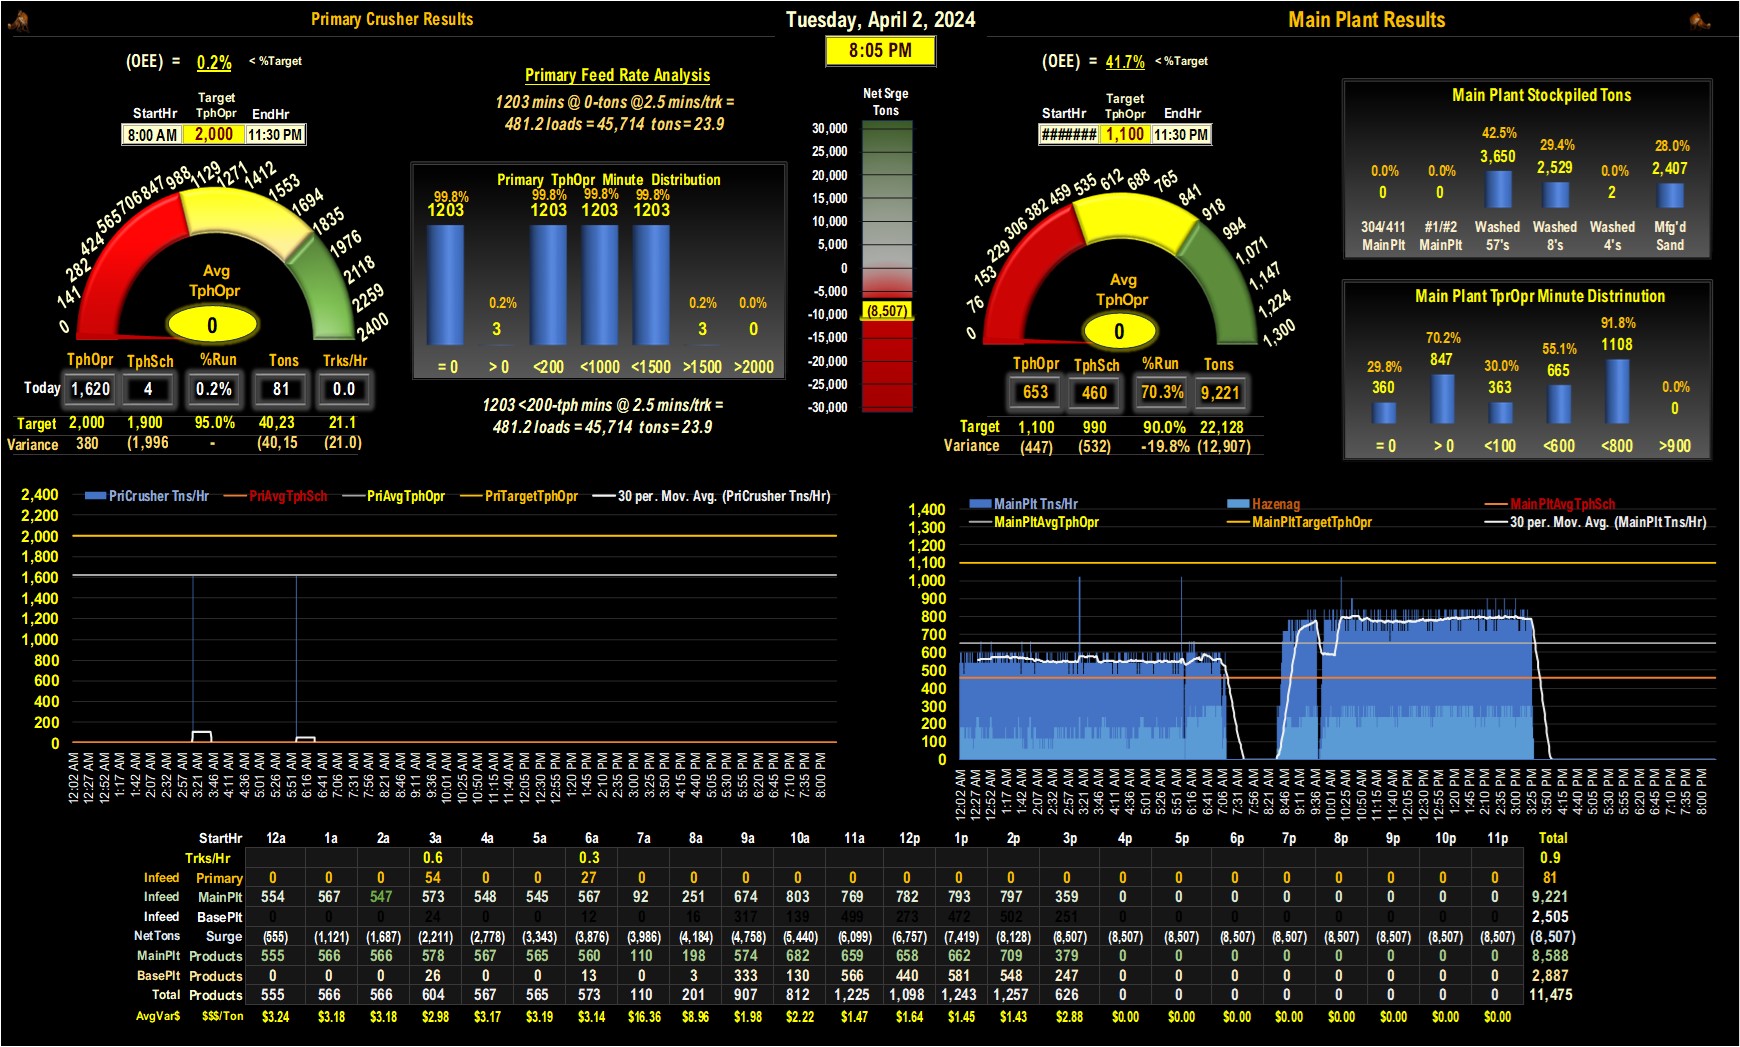 Primary Crusher Results
Tuesday, April 2, 2024
Main Plant Results
8:05 PM
(OEE) = 0.2% < %Target
StartHr Target TphOpr EndHr
8:00 AM 2,000 11:30 PM
0 141 282 424 565 706 847 988 1129 1271 1412 1553 1694 1835 1976 2118 2259 2400
Avg
TphOpr
0
TphOpr TphSch %Run Tons Trks/Hr
Today 1,620 4 0.2% 81 0.0
Target 2,000 1,900 95.0% 40,23 21.1
Variance 380 (1,996 - (40,15 (21.0)
Primary Feed Rate Analysis
1203 mins @ 0-tons @2.5 mins/trk =
481.2 loads = 45,714 tons = 23.9
Primary TphOpr Minute Distribution
99.8% 0.2% 99.8% 99.8% 99.8% 0.2% 0.0%
1203 3 1203 1203 1203 3 0
= 0 > 0 <200 <1000 <1500 >1500 >2000
1203 <200-tph mins @ 2.5 mins/trk =
481.2 loads = 45,714 tons = 23.9
Net Srge
Tons
30,000
25,000
20,000
15,000
10,000
5,000
0
-5,000
-10,000
-15,000
-20,000
-25,000
-30,000
(8,507)
(OEE) = 41.7% < %Target
StartHr Target TphOpr EndHr
####### 1,100 11:30 PM
0 76 153 229 306 382 459 535 612 688 765 841 918 994 1,071 1,147 1,224 1,300
Avg
TphOpr
0
TphOpr TphSch %Run Tons
653 460 70.3% 9,221
Target 1,100 990 90.0% 22,128
Variance (447) (532) -19.8% (12,907)
Main Plant Stockpiled Tons
0.0% 0.0% 42.5% 29.4% 0.0% 28.0%
0 0 3,650 2,529 2 2,407
304/411 #1/#2 Washed Washed Washed Mfg'd
MainPlt MainPlt 57's 8's 4's Sand
Main Plant TprOpr Minute Distrinution
29.8% 70.2% 30.0% 55.1% 91.8% 0.0%
360 847 363 665 1108 0
= 0 > 0 <100 <600 <800 >900
PriCrusher Tns/Hr PriAvgTphSch PriAvgTphOpr PriTargetTphOpr 30 per. Mov. Avg. (PriCrusher Tns/Hr)
2,400
2,200
2,000
1,800
1,600
1,400
1,200
1,000
800
600
400
200
0
12:02 AM 12:27 AM 12:52 AM 1:17 AM 1:42 AM 2:07 AM 2:32 AM 2:57 AM 3:21 AM 3:46 AM 4:11 AM 4:36 AM 5:01 AM 5:26 AM 5:51 AM 6:16 AM 6:41 AM 7:06 AM 7:31 AM 7:56 AM 8:21 AM 8:46 AM 9:11 AM 9:36 AM 10:01 AM 10:25 AM 10:50 AM 11:15 AM 11:40 AM 12:05 PM 12:30 PM 12:55 PM 1:20 PM 1:45 PM 2:10 PM 2:35 PM 3:00 PM 3:25 PM 3:50 PM 4:15 PM 4:40 PM 5:05 PM 5:30 PM 5:55 PM 6:20 PM 6:45 PM 7:10 PM 7:35 PM 8:00 PM
MainPlt Tns/Hr Hazenag MainPltAvgTphSch
MainPltAvgTphOpr MainPltTargetTphOpr 30 per. Mov. Avg. (MainPlt Tns/Hr)
1,400
1,300
1,200
1,100
1,000
900
800
700
600
500
400
300
200
100
0
12:02 AM 12:27 AM 12:52 AM 1:17 AM 1:42 AM 2:07 AM 2:32 AM 2:57 AM 3:21 AM 3:46 AM 4:11 AM 4:36 AM 5:01 AM 5:26 AM 5:51 AM 6:16 AM 6:41 AM 7:06 AM 7:31 AM 7:56 AM 8:21 AM 8:46 AM 9:11 AM 9:36 AM 10:01 AM 10:25 AM 10:50 AM 11:15 AM 11:40 AM 12:05 PM 12:30 PM 12:55 PM 1:20 PM 1:45 PM 2:10 PM 2:35 PM 3:00 PM 3:25 PM 3:50 PM 4:15 PM 4:40 PM 5:05 PM 5:30 PM 5:55 PM 6:20 PM 6:45 PM 7:10 PM 7:35 PM 8:00 PM
StartHr 12a 1a 2a 3a 4a 5a 6a 7a 8a 9a 10a 11a 12p 1p 2p 3p 4p 5p 6p 7p 8p 9p 10p 11p Total
Trks/Hr 0.6 0.3 0.9
Infeed Primary 0 0 0 54 0 0 27 0 0 0 0 0 0 0 0 0 0 0 0 0 0 0 0 0 81
Infeed MainPlt 554 567 547 573 548 545 567 92 251 674 803 769 782 793 797 359 0 0 0 0 0 0 0 0 9,221
Infeed BasePlt 0 0 0 24 0 0 12 0 16 317 139 499 273 472 502 251 0 0 0 0 0 0 0 0 2,505
NetTons Surge (555) (1,121) (1,687) (2,211) (2,778) (3,343) (3,876) (3,986) (4,184) (4,758) (5,440) (6,099) (6,757) (7,419) (8,128) (8,507) (8,507) (8,507) (8,507) (8,507) (8,507) (8,507) (8,507) (8,507) (8,507)
MainPlt Products 555 566 566 578 567 565 560 110 198 574 682 659 658 662 709 379 0 0 0 0 0 0 0 0 8,588
BasePlt Products 0 0 0 26 0 0 13 0 3 333 130 566 440 581 548 247 0 0 0 0 0 0 0 0 2,887
Total Products 555 566 566 604 567 565 573 110 201 907 812 1,225 1,098 1,243 1,257 626 0 0 0 0 0 0 0 0 11,475
AvgVar$ $$$/Ton $3.24 $3.18 $3.18 $2.98 $3.17 $3.19 $3.14 $16.36 $8.96 $1.98 $2.22 $1.47 $1.64 $1.45 $1.43 $2.88 $0.00 $0.00 $0.00 $0.00 $0.00 $0.00 $0.00 $0.00